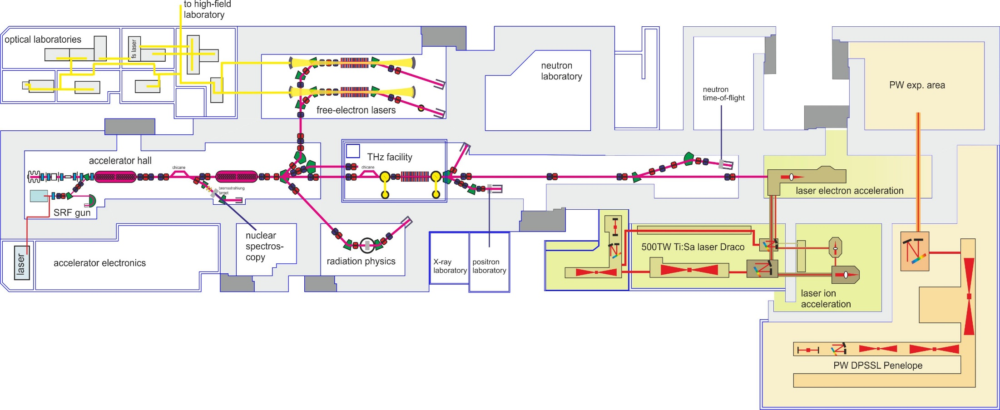 to high-field
laboratory
optical laboratories
fs laser
free-electron lasers
neutron
laboratory
neutron
time-of-flight
PW exp. area
accelerator hall
chicane
THz facility
chicane
bremsstrahlung
target
SRF gun
laser electron acceleration
laser
accelerator electronics
nuclear
spectros-
copy
radiation physics
X-ray
laboratory
positron
laboratory
500TW Ti:Sa laser Draco
laser ion
acceleration
PW DPSSL Penelope